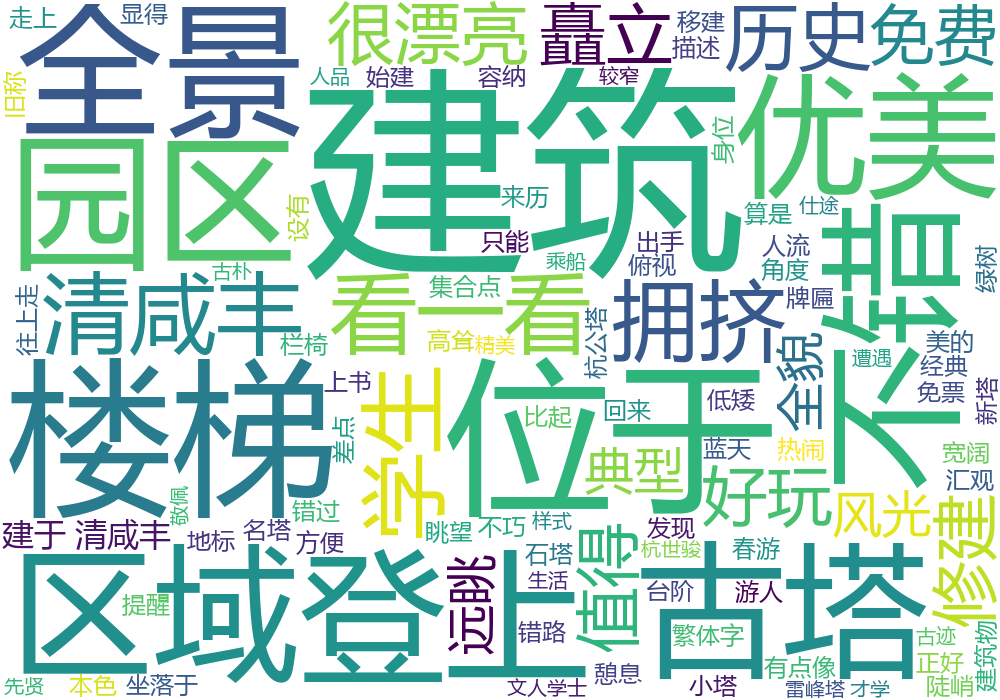 走上
显得
很漂亮
矗立
移建
描述
历史
免费
全景
旧称
人品
始建
容纳
较窄
建筑
身位
优美
园区
来历
设有
算是
仕途
只能
出手
人流
不错
古朴
乘船
俯视
角度
绿树
清咸丰
看一看
集合点
拥挤
牌匾
往上走
栏椅
高耸
精美
杭公塔
全貌
遭遇
美的
经典
免票
新塔
楼梯
上书
学生
位于
比起
回来
低矮
差点
典型
蓝天
热闹
宽阔
汇观
敬佩
错过
好玩
风光
修建
建于 清咸丰
地标
名塔
方便
眺望
不巧
样式
发现
石塔
值得
杭世骏
春游
区域
登上
远眺
生活
台阶
游人
古塔
提醒
错路
繁体字
古迹
建筑物
先贤
本色
坐落于
憩息
文人学士
小塔
有点像
雷峰塔
才学
正好
陡峭